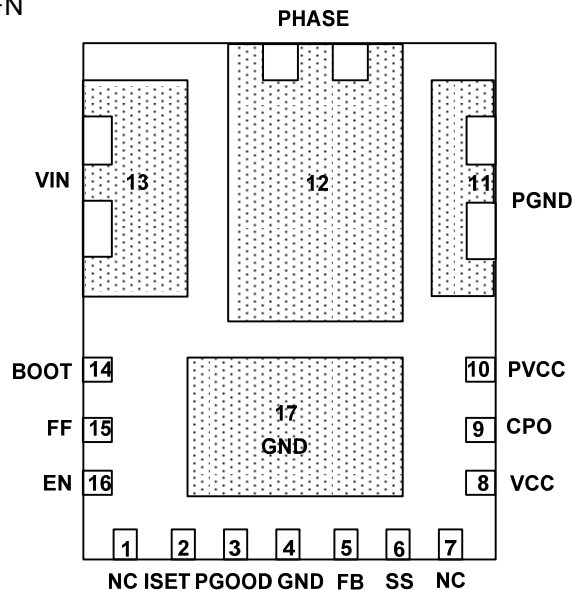 FN
PHASE
VIN
13
12
11
PGND
BOOT 14
10 PVCC
17
FF 15
9 CPO
GND
EN 16
8 VCC
1 2 3 4 5 6 7
NC ISET PGOOD GND FB SS NC